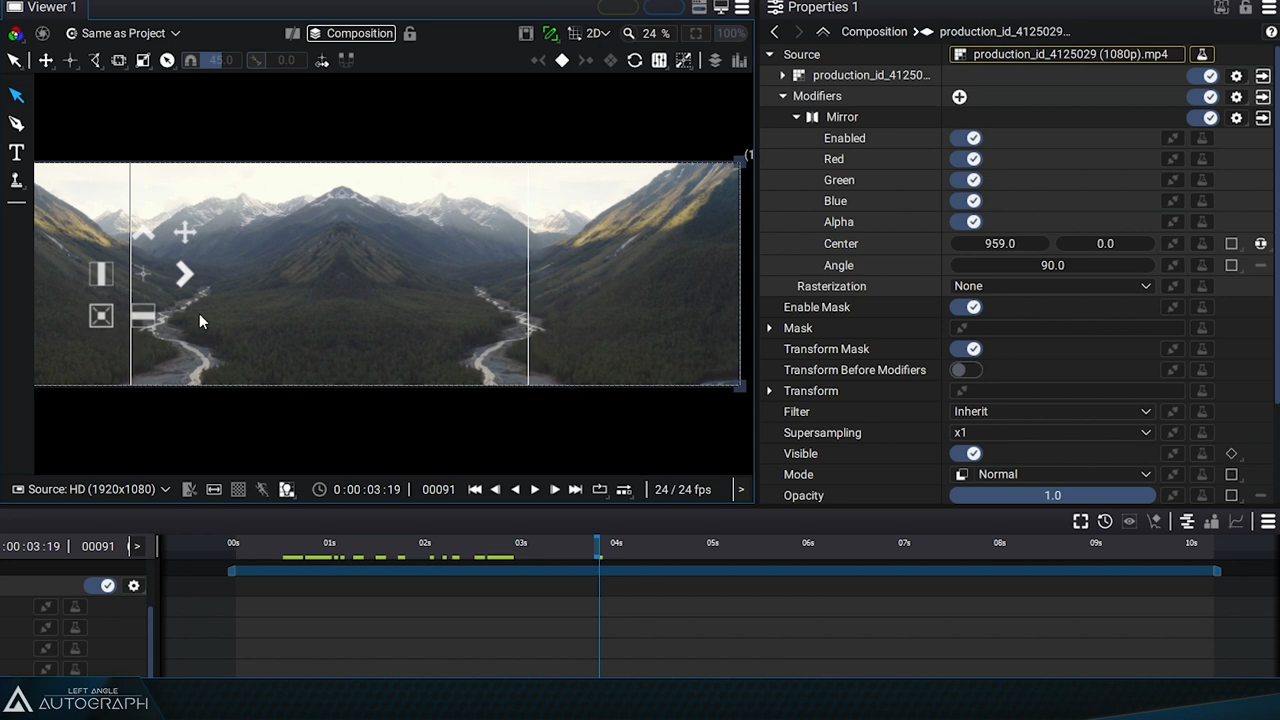 Viewer 1
Same as Project
Composition
2D
24 %
100%
45.0
0.0
(1
Source: HD (1920x1080)
0:00:03:19
00091
24 / 24 fps
>
Properties 1
Composition
production_id_4125029...
?
Source
production_id_4125029 (1080p).mp4
production_id_41250...
Modifiers
Mirror
Enabled
Red
Green
Blue
Alpha
Center
959.0
0.0
Angle
90.0
Rasterization
None
Enable Mask
Mask
Transform Mask
Transform Before Modifiers
Transform
Filter
Inherit
Supersampling
x1
Visible
Mode
Normal
Opacity
1.0
:00:03:19
00091
>
00s
01s
02s
03s
04s
05s
06s
07s
08s
09s
10s
LEFT ANGLE
AUTOGRAPH